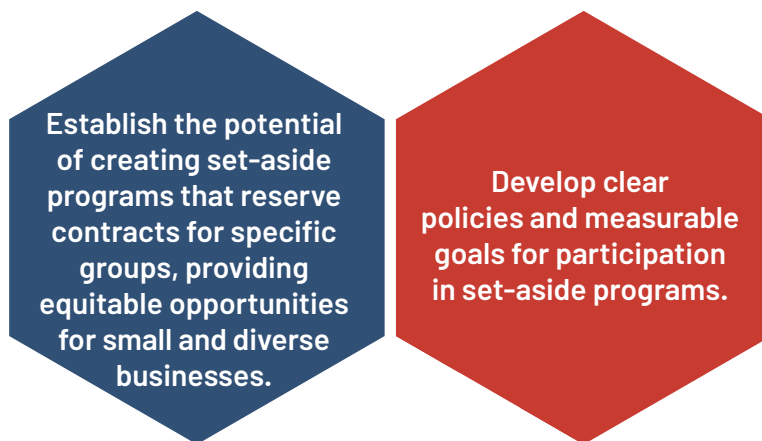 Establish the potential
of creating set-aside
programs that reserve
contracts for specific
groups, providing
equitable opportunities
for small and diverse
businesses.
Develop clear
policies and measurable
goals for participation
in set-aside programs.